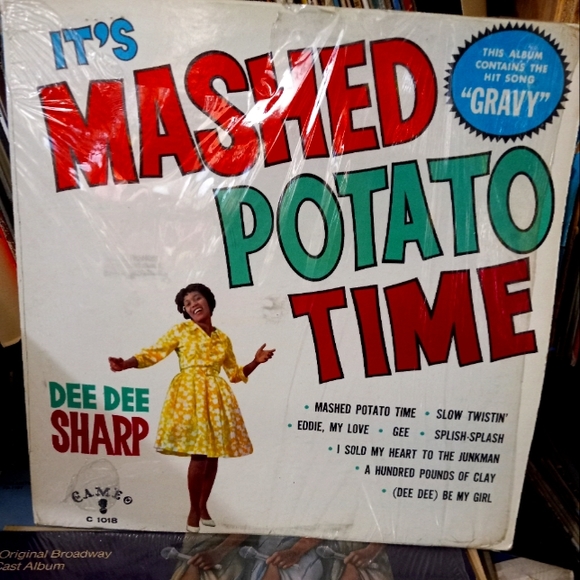 IT'S
MASHED
POTATO
TIME
THIS ALBUM
CONTAINS THE
HIT SONG
"GRAVY"
DEE DEE
SHARP
• MASHED POTATO TIME • SLOW TWISTIN'
• EDDIE, MY LOVE • GEE • SPLISH-SPLASH
• I SOLD MY HEART TO THE JUNKMAN
• A HUNDRED POUNDS OF CLAY
• (DEE DEE) BE MY GIRL
CAMEO
C 1018
Original Broadway
Cast Album